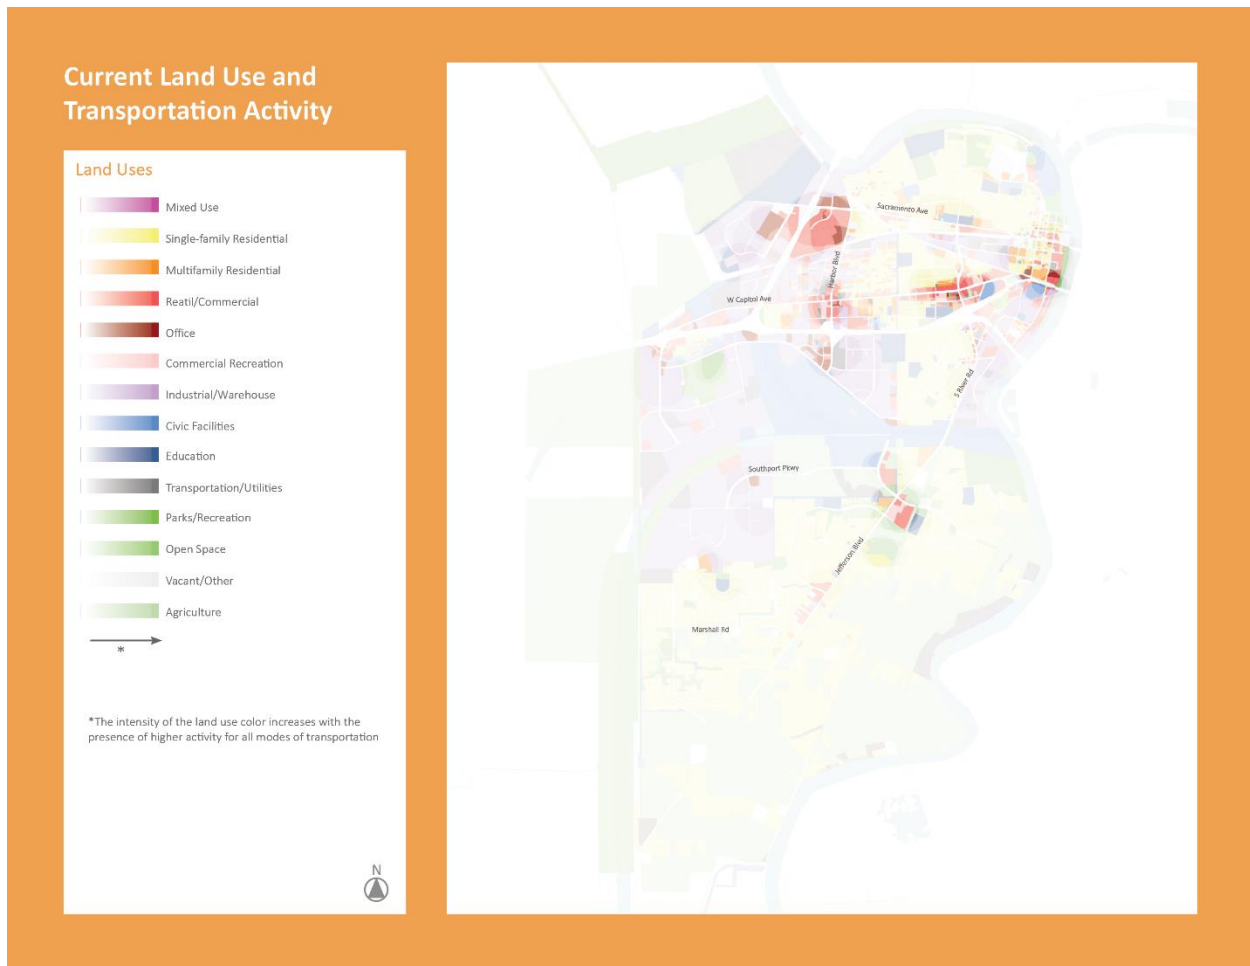 Current Land Use and
Transportation Activity
Land Uses
Mixed Use
Single-family Residential
Multifamily Residential
Reatil/Commercial
Office
Commercial Recreation
Industrial/Warehouse
Civic Facilities
Education
Transportation/Utilities
Parks/Recreation
Open Space
Vacant/Other
Agriculture
*
*The intensity of the land use color increases with the
presence of higher activity for all modes of transportation
N
Sacramento Ave
Harbor Blvd
W Capitol Ave
S River Rd
Southport Pkwy
Jefferson Blvd
Marshall Rd